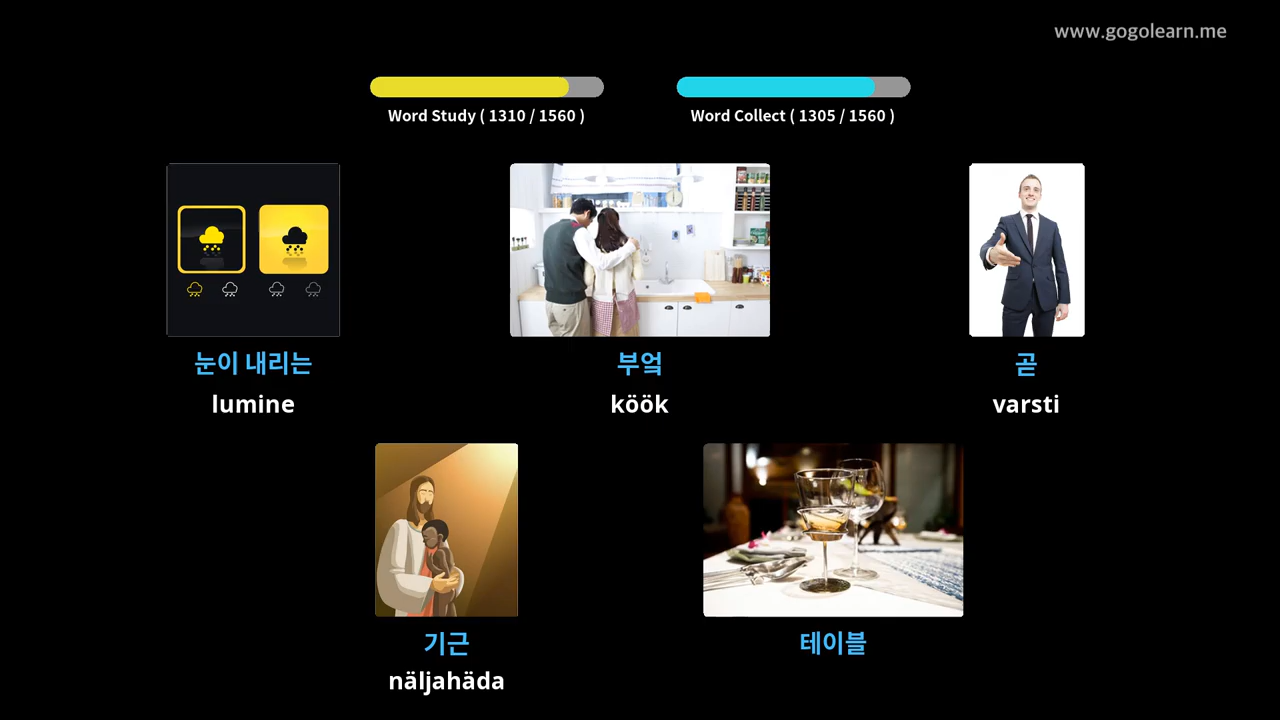 www.gogolearn.me
Word Study ( 1310 / 1560 )
Word Collect ( 1305 / 1560 )
눈이 내리는
부엌
곧
lumine
köök
varsti
기근
테이블
näljahäda